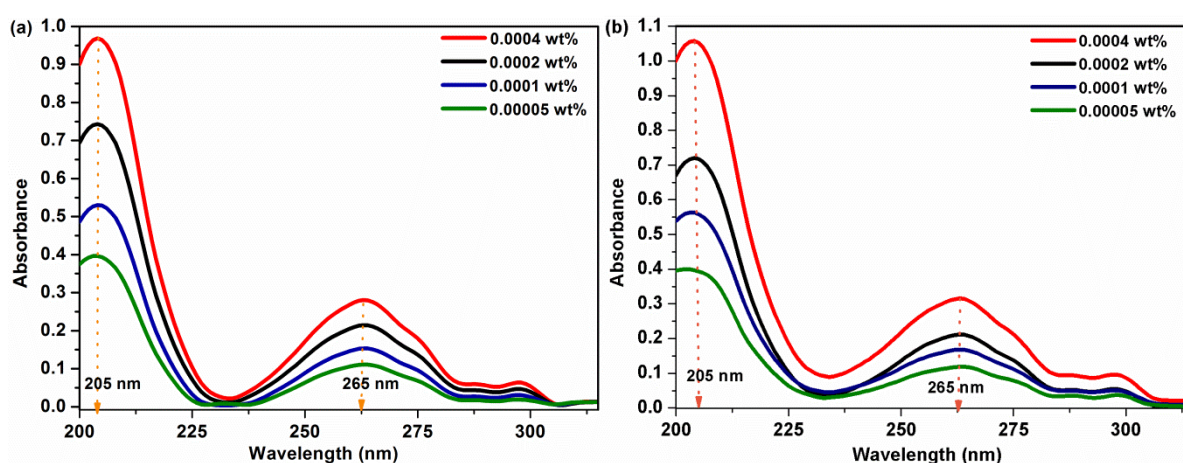 (a)
1.0
0.9
0.8
0.7
0.6
0.5
0.4
0.3
0.2
0.1
0.0
Absorbance
0.0004 wt%
0.0002 wt%
0.0001 wt%
0.00005 wt%
205 nm
265 nm
200 225 250 275 300
Wavelength (nm)
(b)
1.1
1.0
0.9
0.8
0.7
0.6
0.5
0.4
0.3
0.2
0.1
0.0
Absorbance
0.0004 wt%
0.0002 wt%
0.0001 wt%
0.00005 wt%
205 nm
265 nm
200 225 250 275 300
Wavelength (nm)